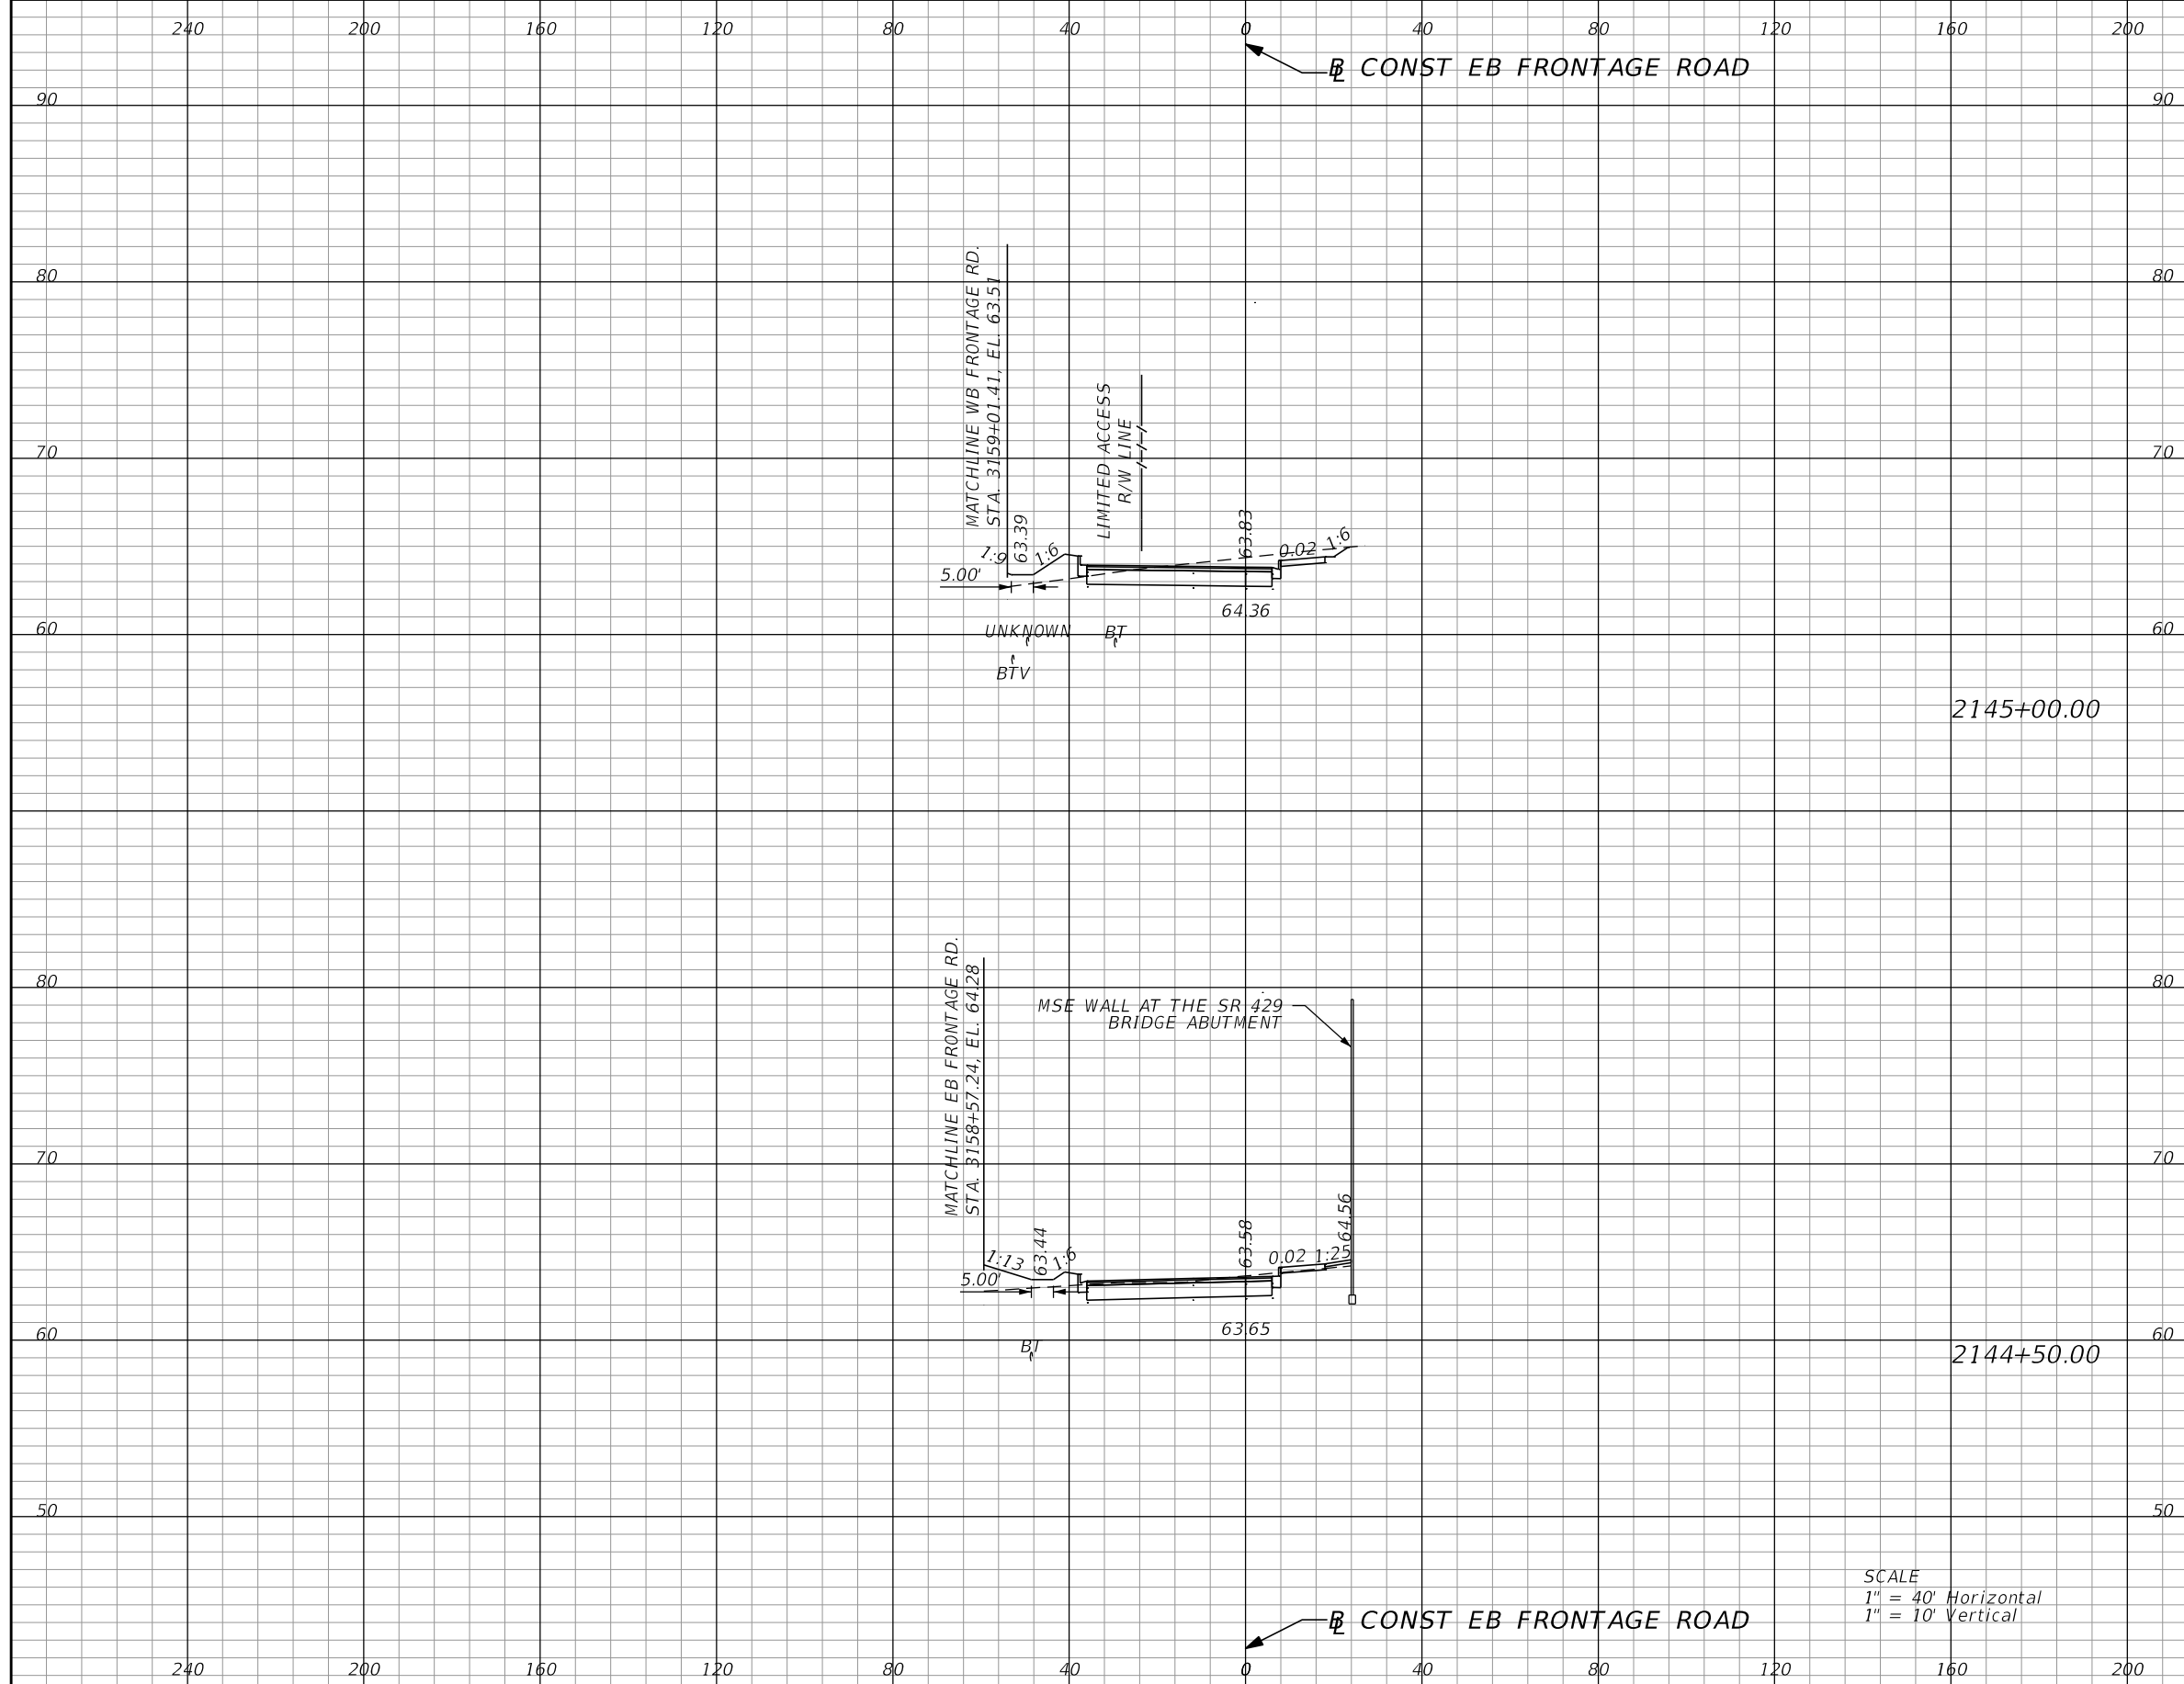 240 200 160 120 80 40 0 40 80 120 160 200
BL CONST EB FRONTAGE ROAD
90 90
80 80
MATCHLINE WB FRONTAGE RD.
STA. 3159+01.41, EL. 63.51
LIMITED ACCESS
R/W LINE
70 70
1:9 63.39 1:6 63.83 0.02 1:6
5.00'
64.36
60 UNKNOWN BT 60
BTV
2145+00.00
80 80
MATCHLINE EB FRONTAGE RD.
STA. 3158+57.24, EL. 64.28
MSE WALL AT THE SR 429
BRIDGE ABUTMENT
70 70
1:13 63.44 1:6 63.58 0.02 1:25 64.56
5.00'
63.65
60 60
BT
2144+50.00
50 50
SCALE
1" = 40' Horizontal
1" = 10' Vertical
BL CONST EB FRONTAGE ROAD
240 200 160 120 80 40 0 40 80 120 160 200